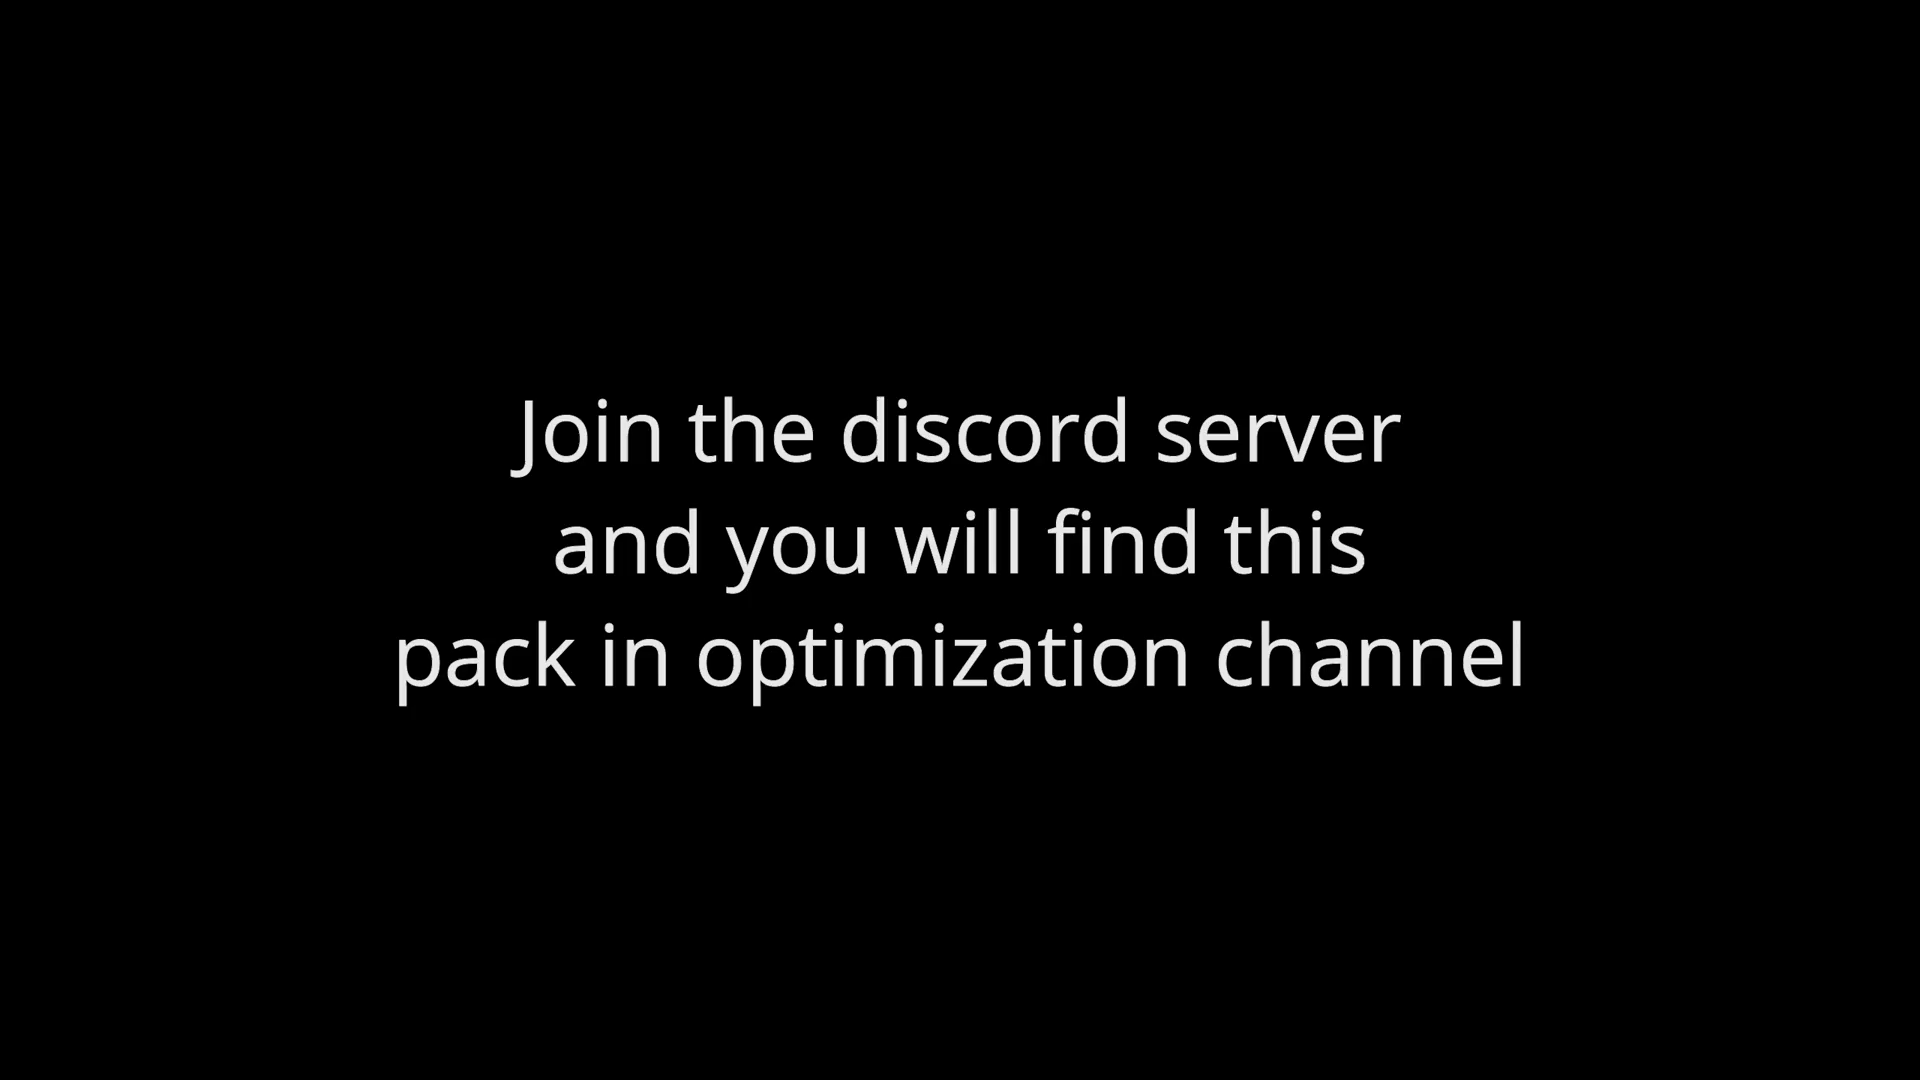 Join the discord server
and you will find this
pack in optimization channel